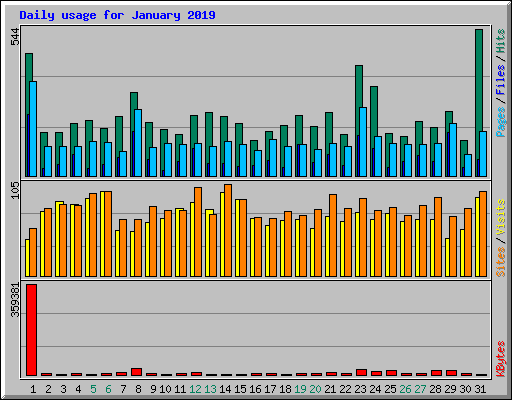 Daily usage for January 2019
544
Pages / Files / Hits
105
Sites / Visits
359381
KBytes
1 2 3 4 5 6 7 8 9 10 11 12 13 14 15 16 17 18 19 20 21 22 23 24 25 26 27 28 29 30 31